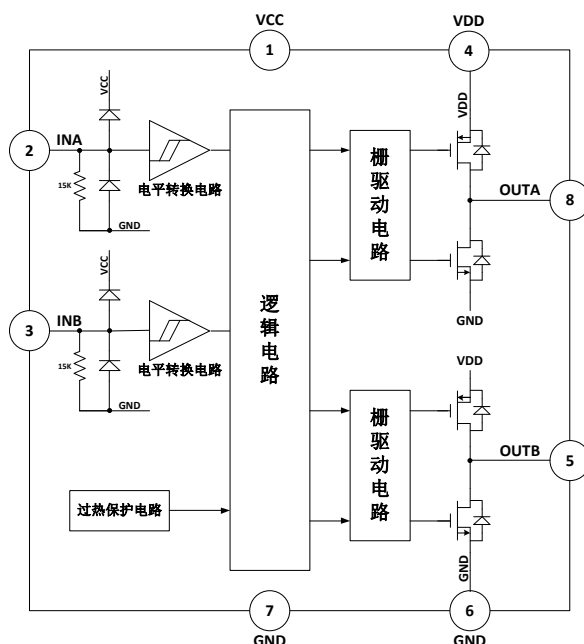 VCC
VDD
1
4
VCC
VDD
2
INA
15K
GND
电平转换电路
栅驱动电路
OUTA
8
GND
VCC
3
INB
15K
GND
电平转换电路
逻辑电路
VDD
栅驱动电路
OUTB
5
过热保护电路
GND
7
6
GND
GND